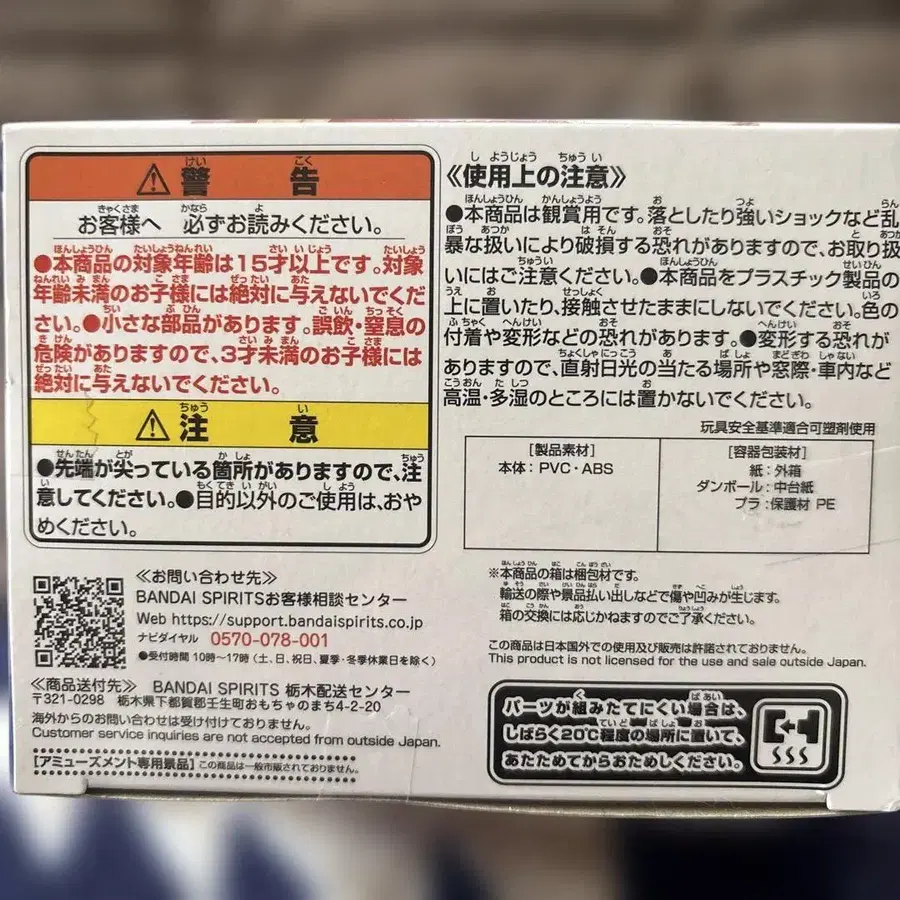 警告
お客様へ 必ずお読みください。
●本商品の対象年齢は15才以上です。対象
年齢未満のお子様には絶対に与えないでくだ
さい。●小さな部品があります。誤飲・窒息の
危険がありますので、3才未満のお子様には
絶対に与えないでください。
注意
●先端が尖っている箇所がありますので、注
意してください。●目的以外のご使用は、おや
めください。
《お問い合わせ先》
BANDAI SPIRITSお客様相談センター
Web https://support.bandaispirits.co.jp
ナビダイヤル 0570-078-001
●受付時間 10時〜17時(土、日、祝日、夏季・冬季休業日を除く)
《商品送付先》 BANDAI SPIRITS 栃木配送センター
〒321-0298 栃木県下都賀郡壬生町おもちゃのまち4-2-20
海外からのお問い合わせは受け付けておりません。
Customer service inquiries are not accepted from outside Japan.
[アミューズメント専用景品] この商品は一般市販されておりません。
《使用上の注意》
●本商品は観賞用です。落としたり強いショックなど乱
暴な扱いにより破損する恐れがありますので、お取り扱
いにはご注意ください。●本商品をプラスチック製品の
上に置いたり、接触させたままにしないでください。色の
付着や変形などの恐れがあります。●変形する恐れが
ありますので、直射日光の当たる場所や窓際・車内など
高温・多湿のところには置かないでください。
玩具安全基準適合可塑剤使用
[製品素材]
本体:PVC・ABS
[容器包装材]
紙:外箱
ダンボール:中台紙
プラ:保護材 PE
※本商品の箱は梱包材です。
輸送の際や景品払い出しなどで傷や凹みが生じます。
箱の交換には応じかねますのでご了承ください。
この商品は日本国外での使用及び販売は許諾されておりません。
This product is not licensed for the use and sale outside Japan.
パーツが組みたてにくい場合は、
しばらく20℃程度の場所に置いて、
あたためてからおためしください。